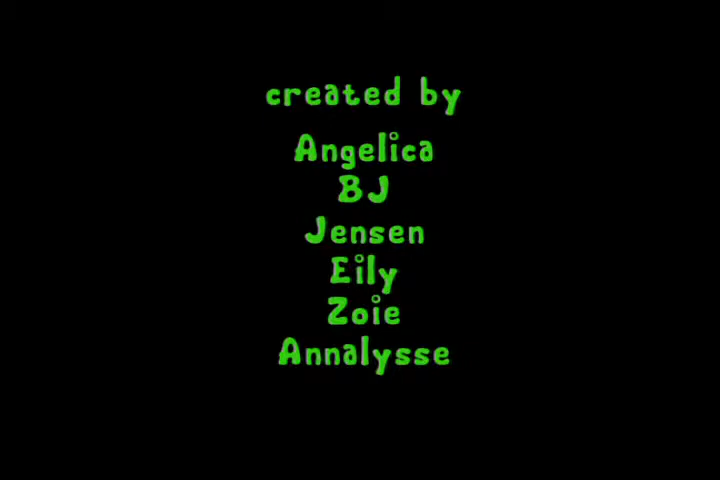 created by
Angelica
BJ
Jensen
Eily
Zoie
Annalysse